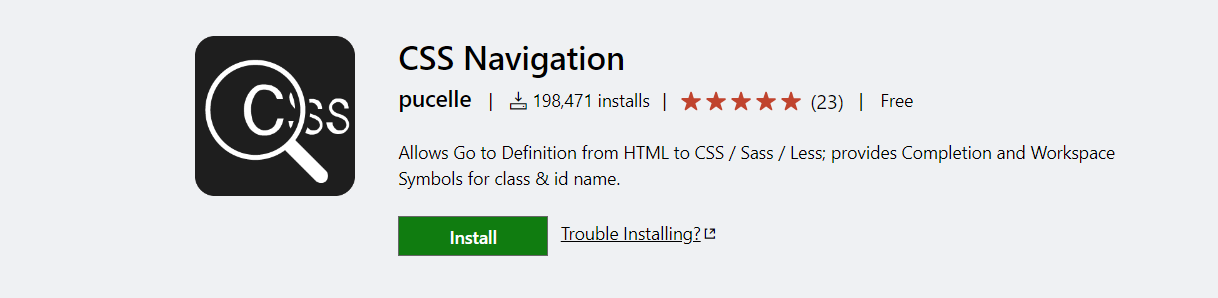 CSS
CSS Navigation
pucelle | 198,471 installs | (23) | Free
Allows Go to Definition from HTML to CSS / Sass / Less; provides Completion and Workspace
Symbols for class & id name.
Install
Trouble Installing?